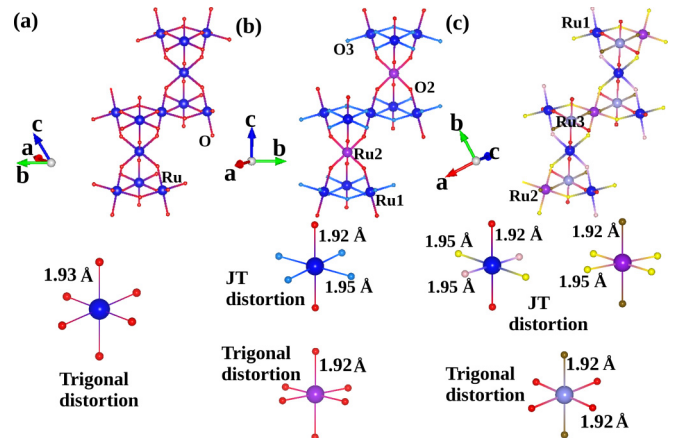 (a)
(b)
(c)
Ru1
O3
O2
c
a
b
O
c
b
a
b
c
a
Ru3
Ru2
Ru
Ru1
Ru2
1.92 Å
1.95 Å
JT
distortion
1.95 Å
1.92 Å
1.95 Å
1.92 Å
1.95 Å
JT
distortion
1.93 Å
Trigonal
distortion
Trigonal
distortion
1.92 Å
Trigonal
distortion
1.92 Å
1.92 Å